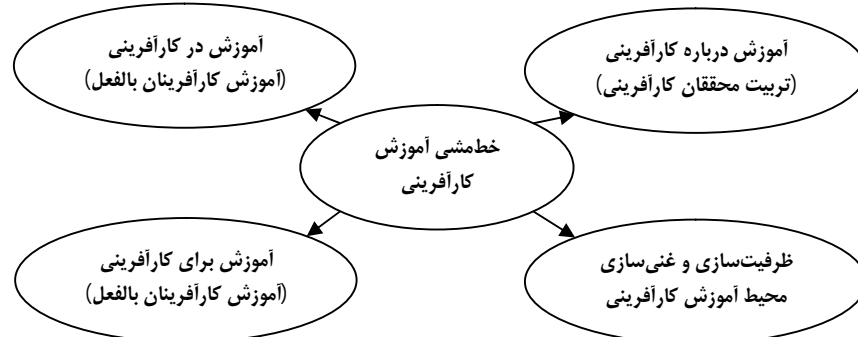 آموزش درباره کارآفرینی
(تربیت محققان کارآفرینی)
آموزش در کارآفرینی
(آموزش کارآفرینان بالفعل)
خط‌مشی آموزش
کارآفرینی
ظرفیت‌سازی و غنی‌سازی
محیط آموزش کارآفرینی
آموزش برای کارآفرینی
(آموزش کارآفرینان بالفعل)